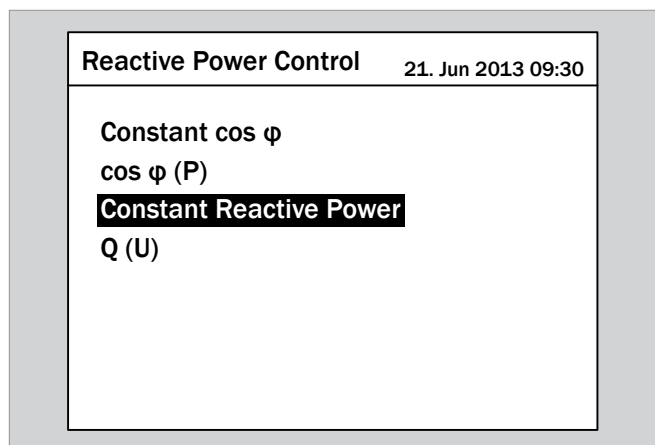 Reactive Power Control 21. Jun 2013 09:30
Constant cos φ
cos φ (P)
Constant Reactive Power
Q (U)